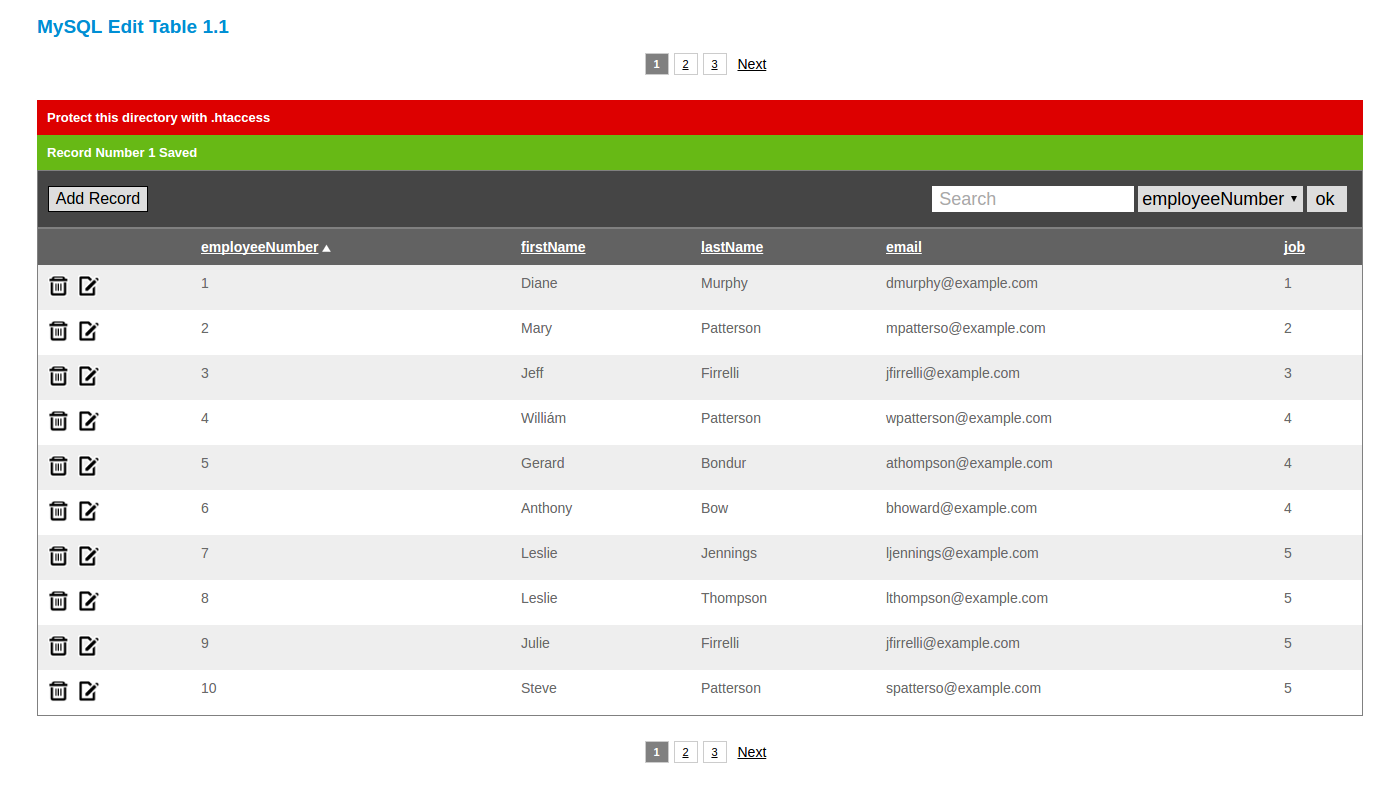 MySQL Edit Table 1.1
1 2 3 Next
Protect this directory with .htaccess
Record Number 1 Saved
Add Record Search employeeNumber ok
employeeNumber firstName lastName email job
1 Diane Murphy dmurphy@example.com 1
2 Mary Patterson mpatterso@example.com 2
3 Jeff Firrelli jfirrelli@example.com 3
4 Williám Patterson wpatterson@example.com 4
5 Gerard Bondur athompson@example.com 4
6 Anthony Bow bhoward@example.com 4
7 Leslie Jennings ljennings@example.com 5
8 Leslie Thompson lthompson@example.com 5
9 Julie Firrelli jfirrelli@example.com 5
10 Steve Patterson spatterso@example.com 5
1 2 3 Next